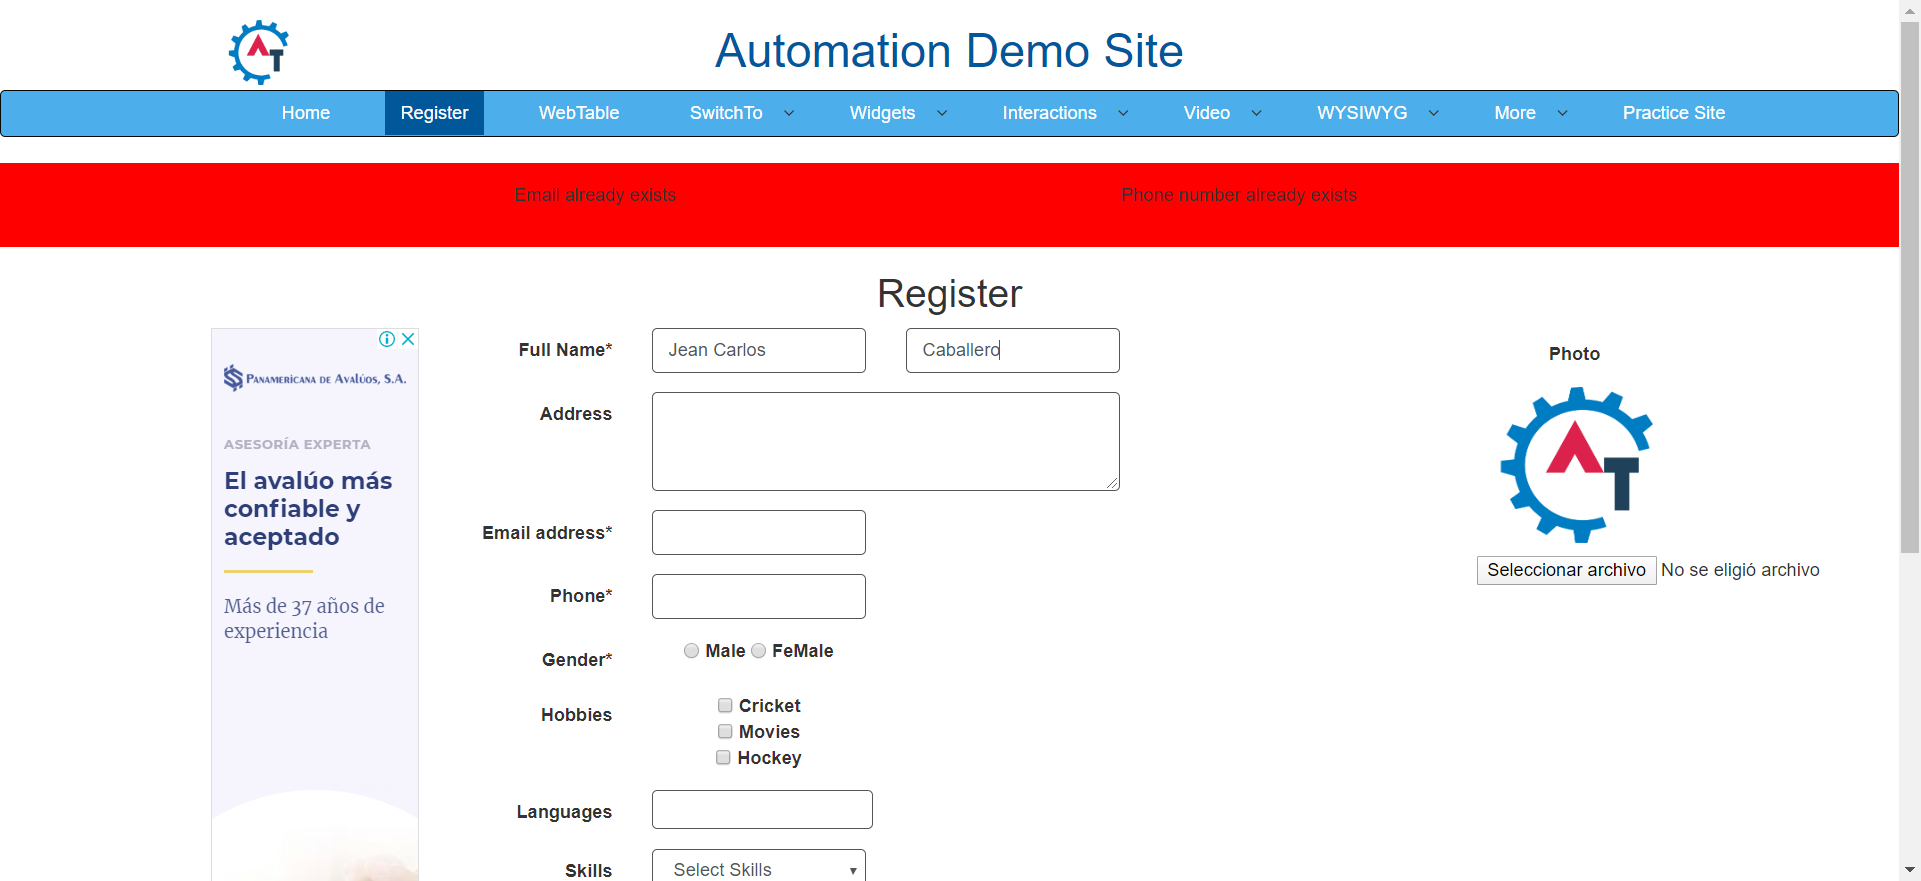 AT
Automation Demo Site
Home Register WebTable SwitchTo Widgets Interactions Video WYSIWYG More Practice Site
Email already exists Phone number already exists
Register
PANAMERICANA DE AVALÚOS, S.A.
ASESORÍA EXPERTA
El avalúo más
confiable y
aceptado
Más de 37 años de
experiencia
Full Name* Jean Carlos Caballero
Address
Email address*
Phone*
Gender* Male FeMale
Hobbies Cricket
Movies
Hockey
Languages
Skills Select Skills
Photo
AT
Seleccionar archivo No se eligió archivo